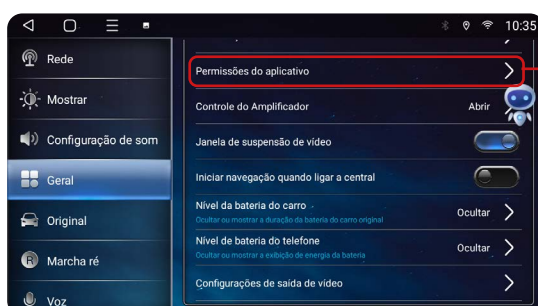 10:35
Rede
Mostrar
Configuração de som
Geral
Original
Marcha ré
Voz
Permissões do aplicativo
Controle do Amplificador
Abrir
Janela de suspensão de vídeo
Iniciar navegação quando ligar a central
Nível da bateria do carro
Ocultar ou mostrar a duração da bateria do carro original
Ocultar
Nível da bateria do telefone
Ocultar ou mostrar a exibição de energia da bateria
Ocultar
Configurações de saída de vídeo